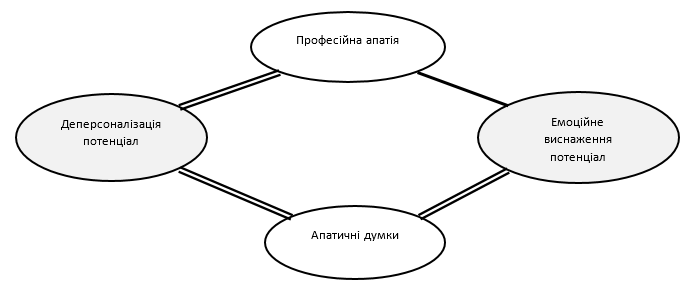 Професійна апатія
Деперсоналізація
потенціал
Емоційне
виснаження
потенціал
Апатичні думки